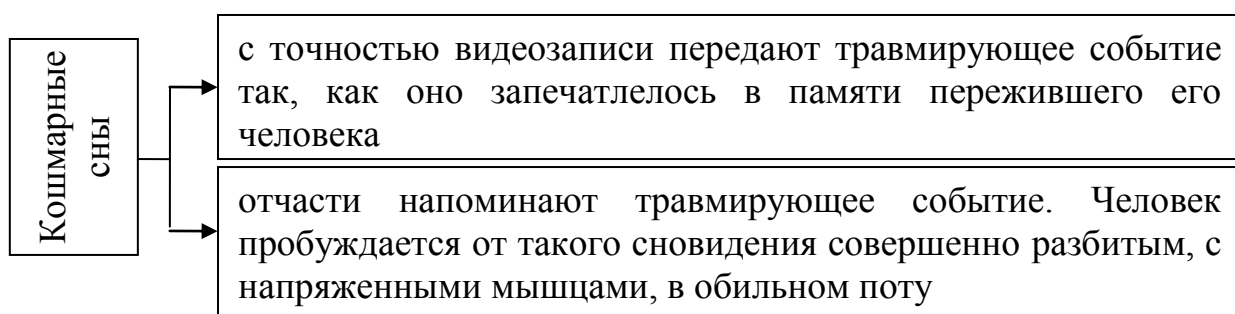 Кошмарные
сны
с точностью видеозаписи передают травмирующее событие
так, как оно запечатлелось в памяти пережившего его
человека
отчасти напоминают травмирующее событие. Человек
пробуждается от такого сновидения совершенно разбитым, с
напряженными мышцами, в обильном поту